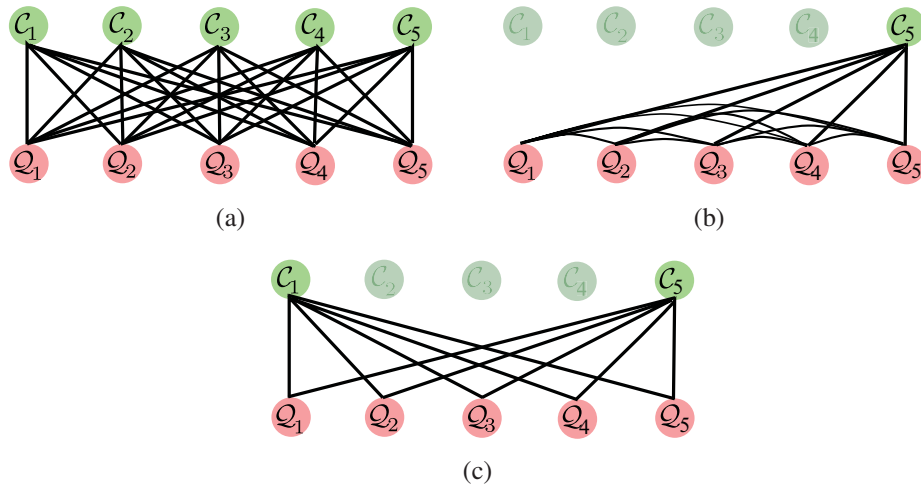 𝒞₁ 𝒞₂ 𝒞₃ 𝒞₄ 𝒞₅ 𝒞₁ 𝒞₂ 𝒞₃ 𝒞₄ 𝒞₅
𝒬₁ 𝒬₂ 𝒬₃ 𝒬₄ 𝒬₅ 𝒬₁ 𝒬₂ 𝒬₃ 𝒬₄ 𝒬₅
(a) (b)
𝒞₁ 𝒞₂ 𝒞₃ 𝒞₄ 𝒞₅
𝒬₁ 𝒬₂ 𝒬₃ 𝒬₄ 𝒬₅
(c)